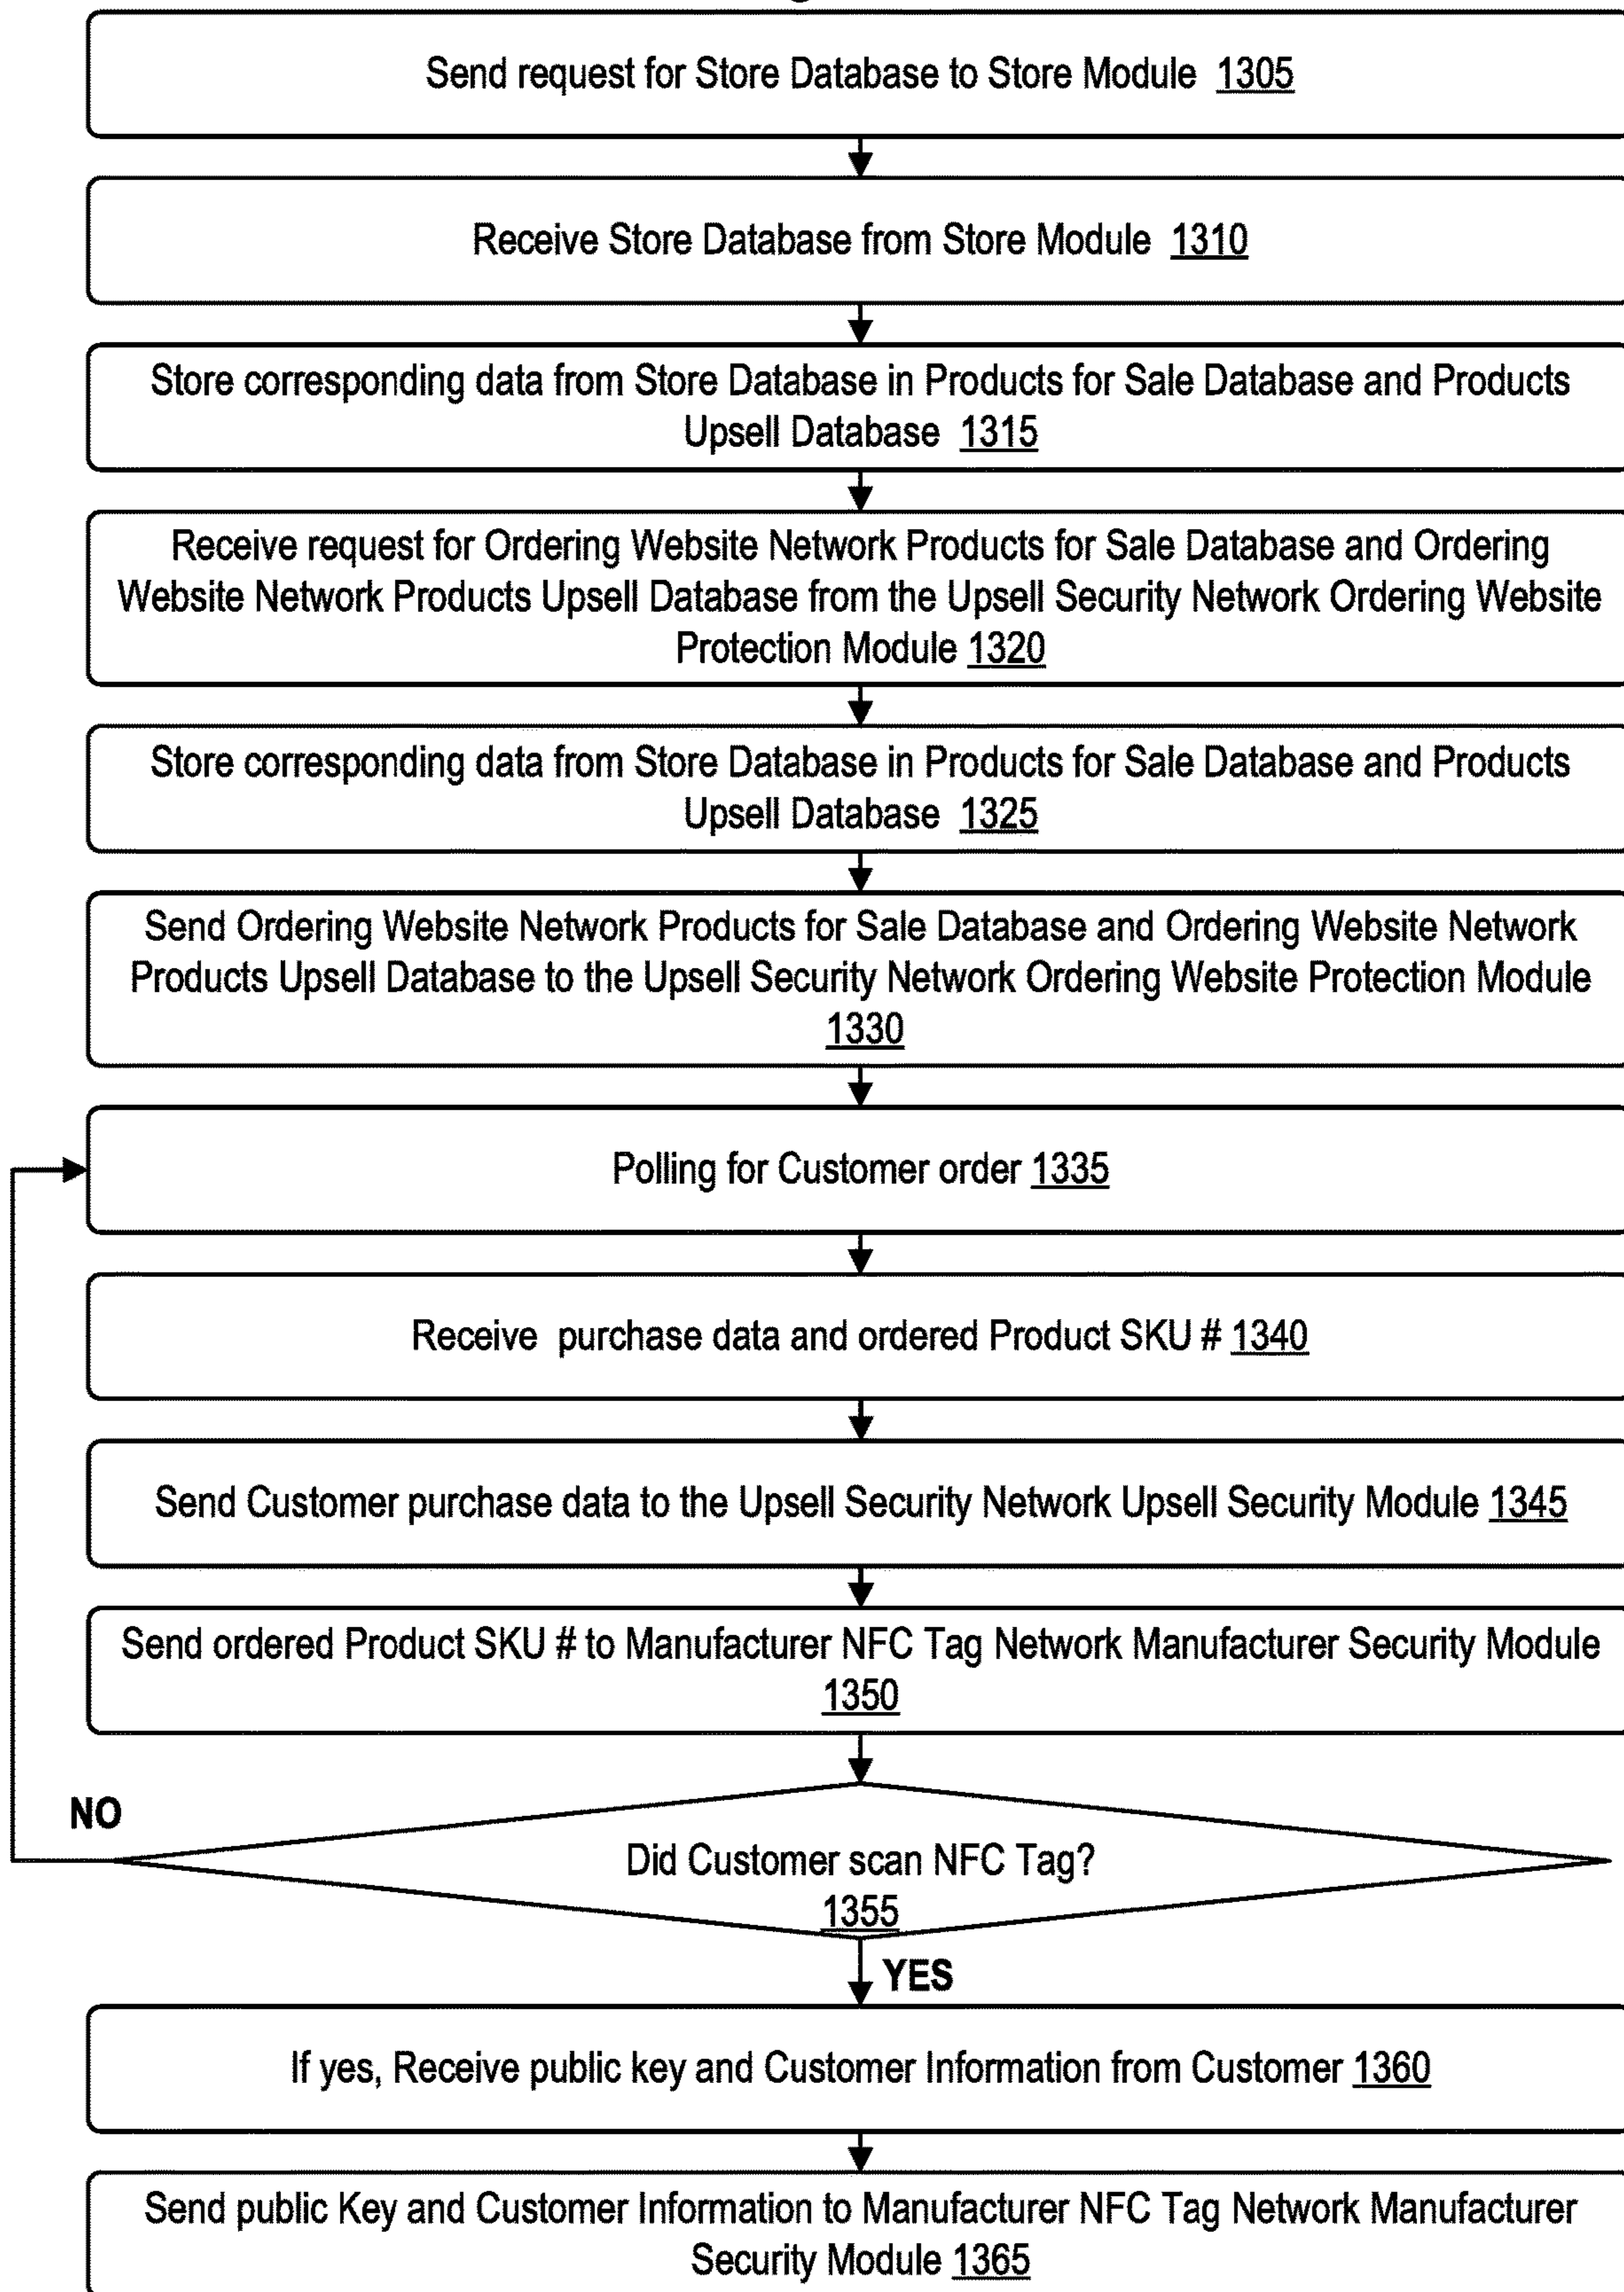 Send request for Store Database to Store Module 1305
Receive Store Database from Store Module 1310
Store corresponding data from Store Database in Products for Sale Database and Products
Upsell Database 1315
Receive request for Ordering Website Network Products for Sale Database and Ordering
Website Network Products Upsell Database from the Upsell Security Network Ordering Website
Protection Module 1320
Store corresponding data from Store Database in Products for Sale Database and Products
Upsell Database 1325
Send Ordering Website Network Products for Sale Database and Ordering Website Network
Products Upsell Database to the Upsell Security Network Ordering Website Protection Module
1330
Polling for Customer order 1335
Receive purchase data and ordered Product SKU # 1340
Send Customer purchase data to the Upsell Security Network Upsell Security Module 1345
Send ordered Product SKU # to Manufacturer NFC Tag Network Manufacturer Security Module
1350
NO
Did Customer scan NFC Tag?
1355
YES
If yes, Receive public key and Customer Information from Customer 1360
Send public Key and Customer Information to Manufacturer NFC Tag Network Manufacturer
Security Module 1365